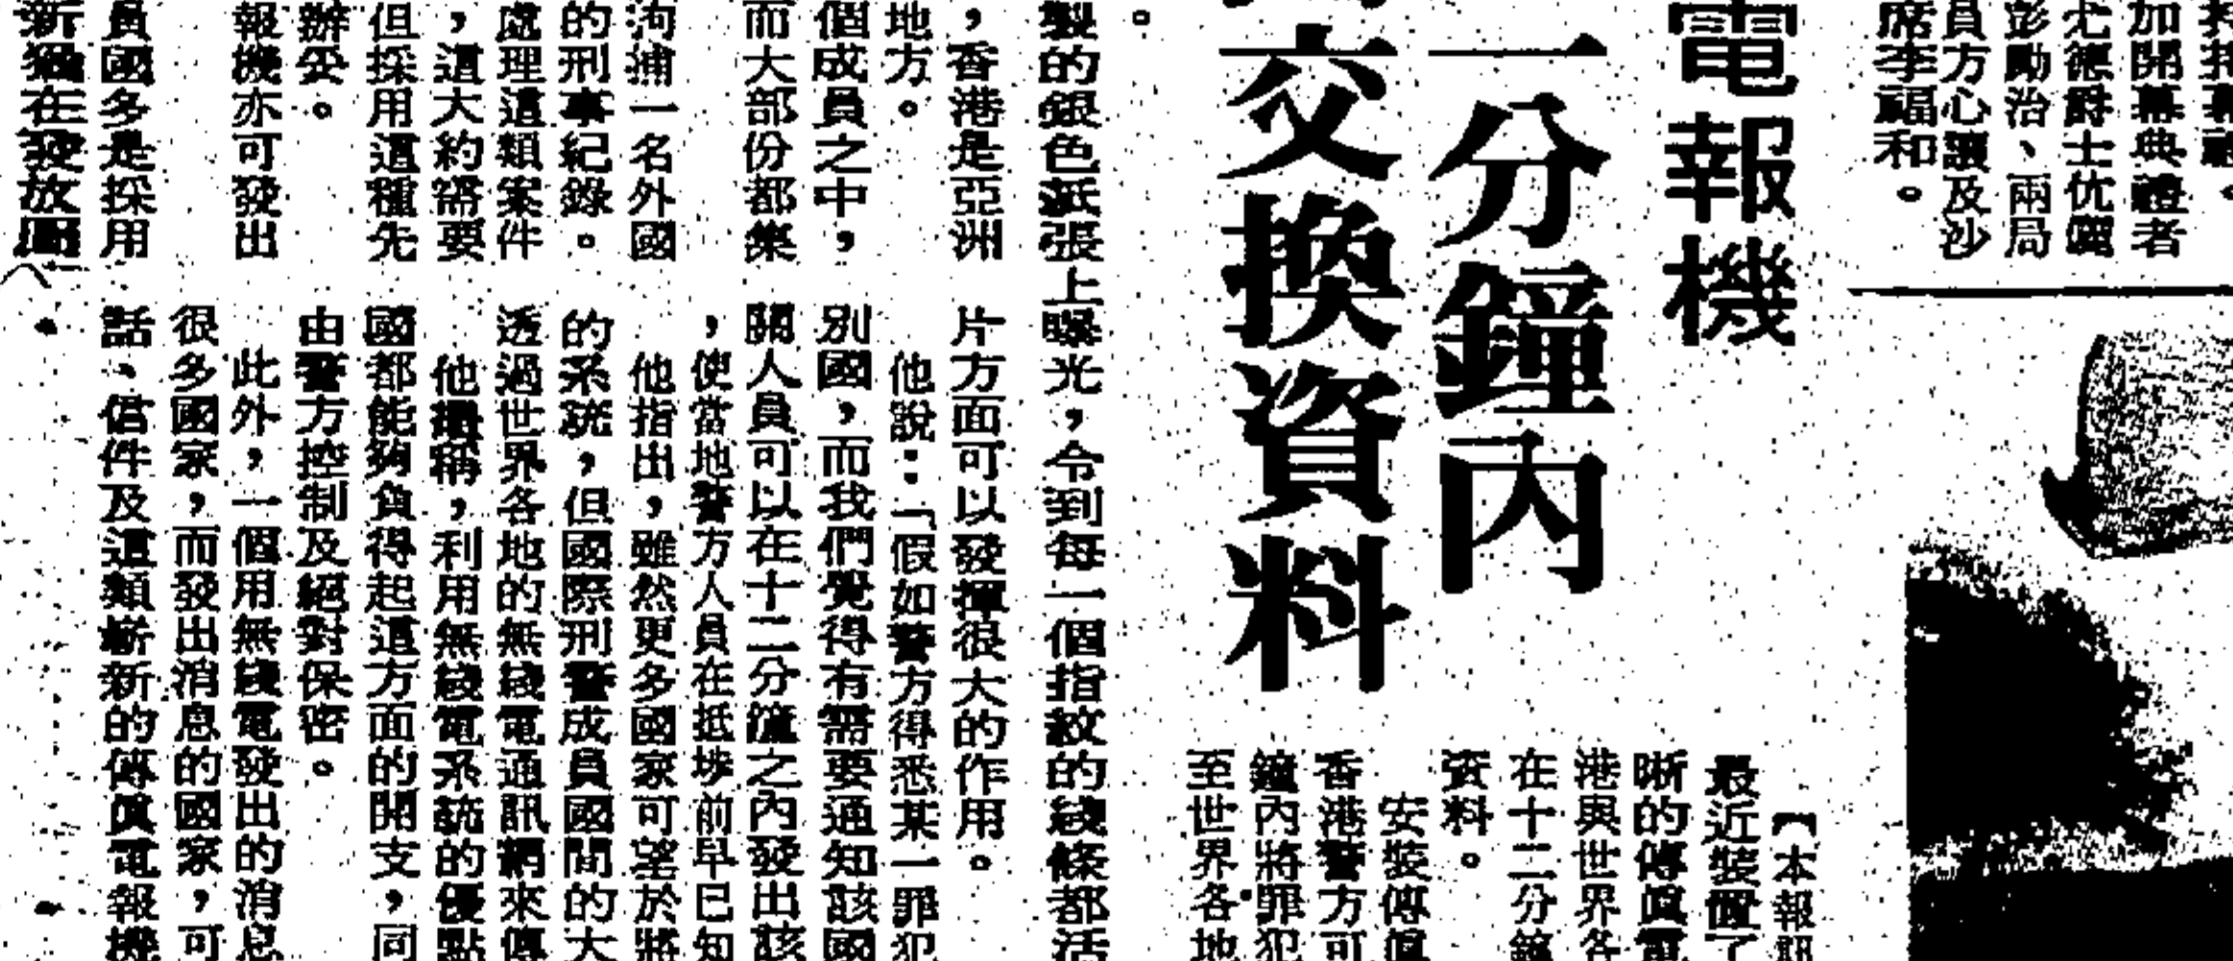 加開幕典禮者
尤德爵士伉儷
彭勵治、兩局
員方心讓及沙
席李福和。
電報機
一分鐘內
交換資料
【本報訊
最近裝置了
晰的傳眞電
港與世界各
在十二分鐘
資料。
安裝傳眞
香港警方可
鐘內將罪犯
至世界各地
。
製的銀色紙張上曝光，令到每一個指紋的綫條都活
，香港是亞洲
地方。
個成員之中，
而大部份都集
拘捕一名外國
的刑事紀錄。
處理這類案件
，這大約需要
但採用這種先
辦妥。
報機亦可發出
員國多是採用
新猶在發放
片方面可以發揮很大的作用。
他說：「假如警方得悉某一罪犯
別國，而我們覺得有需要通知該國
關人員可以在十二分鐘之內發出該
，使當地警方人員在抵埗前早已知
他指出，雖然更多國家可望於將
的系統，但國際刑警成員國間的大
透過世界各地的無綫電通訊網來傳
他續稱，利用無綫電系統的優點
國都能夠負得起這方面的開支，同
由警方控制及絕對保密。
此外，一個用無綫電發出的消息
很多國家，而發出消息的國家，可
話、信件及這類嶄新的傳眞電報機